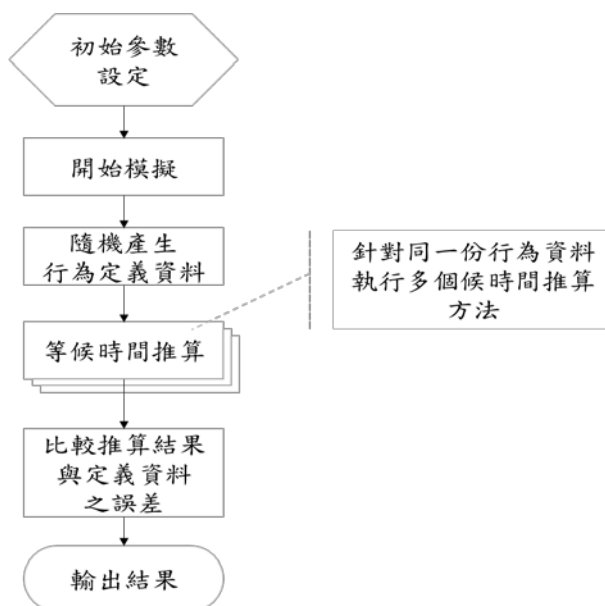 初始參數
設定
開始模擬
隨機產生
行為定義資料
針對同一份行為資料
執行多個候時間推算
方法
等候時間推算
比較推算結果
與定義資料
之誤差
輸出結果